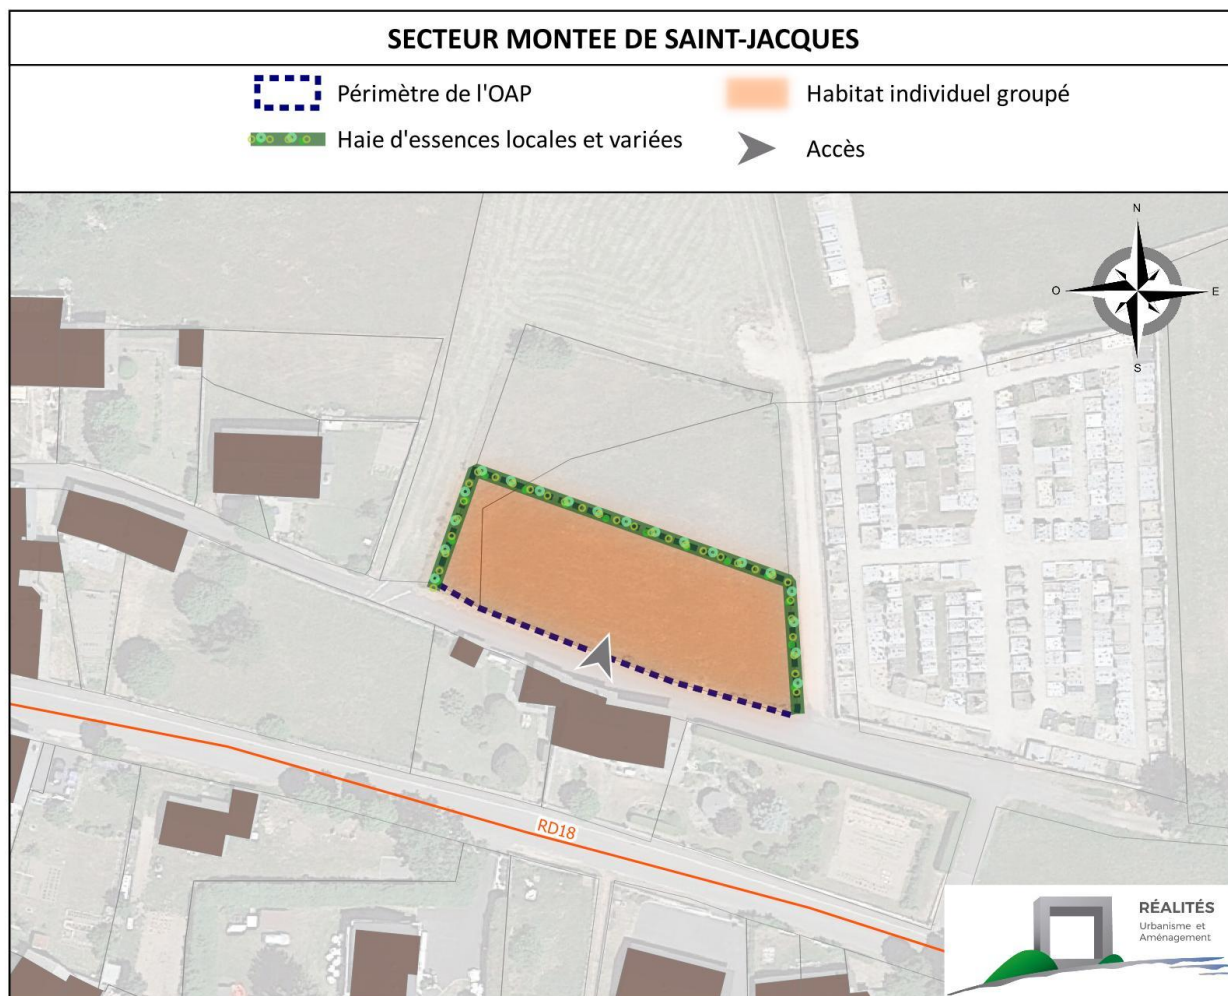 SECTEUR MONTEE DE SAINT-JACQUES
Périmètre de l'OAP
Habitat individuel groupé
Haie d'essences locales et variées
Accès
N
O
E
S
RD18
RÉALITÉS
Urbanisme et
Aménagement